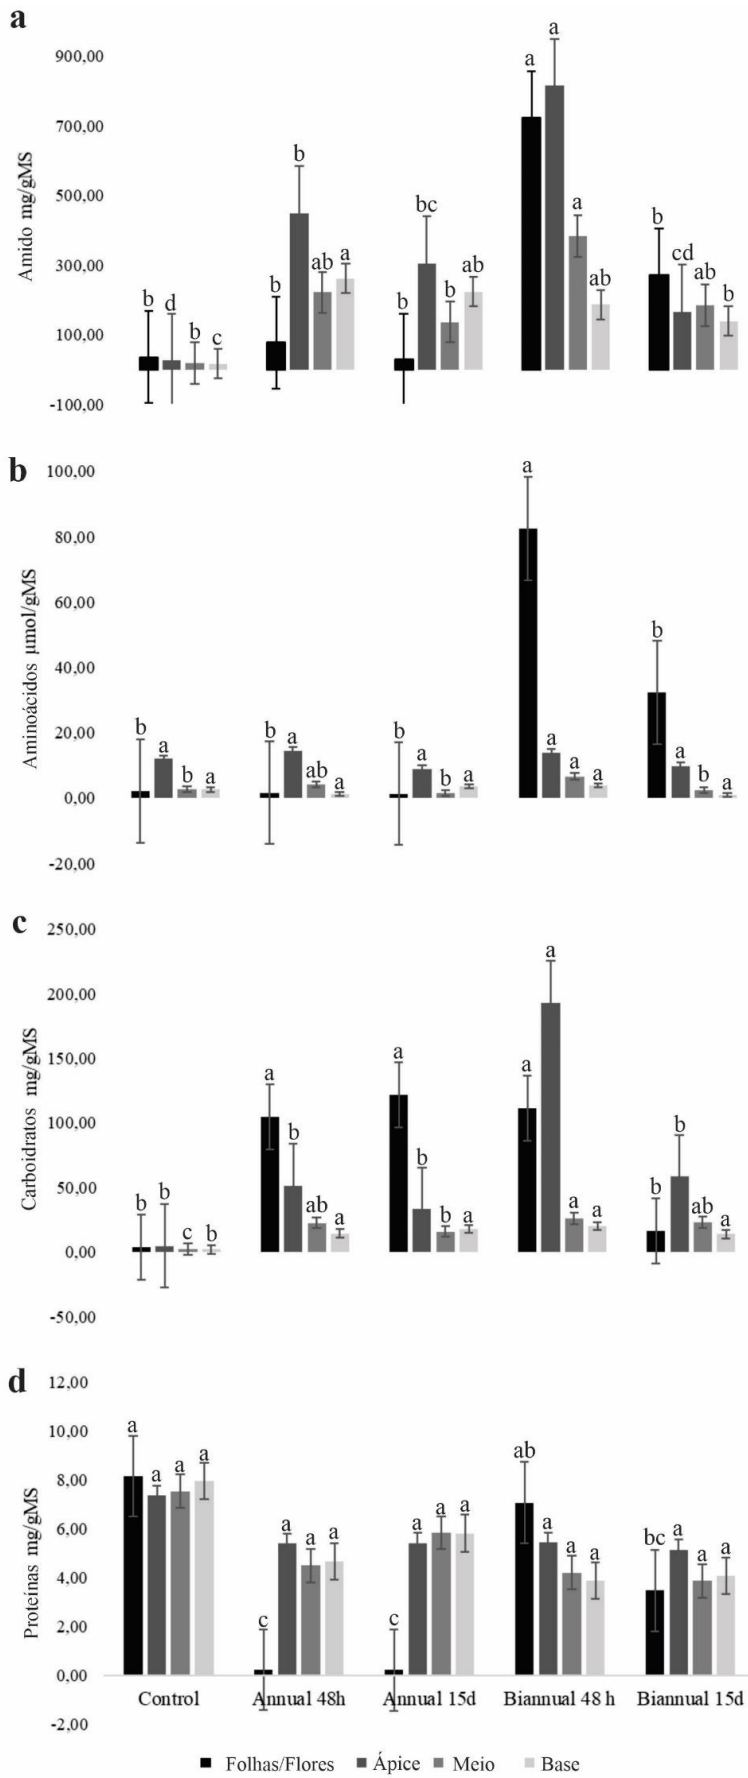 a
900,00
700,00
500,00
300,00
100,00
-100,00
Amido mg/gMS
b d b c
b b ab a
b bc b ab
a a a ab
b cd ab b
b
100,00
80,00
60,00
40,00
20,00
0,00
-20,00
Aminoácidos µmol/gMS
b a b a
b a ab a
b a b a
a a a a
b a b a
c
250,00
200,00
150,00
100,00
50,00
0,00
-50,00
Carboidratos mg/gMS
b b c b
a b ab a
a b b a
a a a a
b b ab a
d
12,00
10,00
8,00
6,00
4,00
2,00
0,00
-2,00
Proteínas mg/gMS
a a a a
c a a a
c a a a
ab a a a
bc a a a
Control Annual 48h Annual 15d Biannual 48 h Biannual 15d
Folhas/Flores Ápice Meio Base